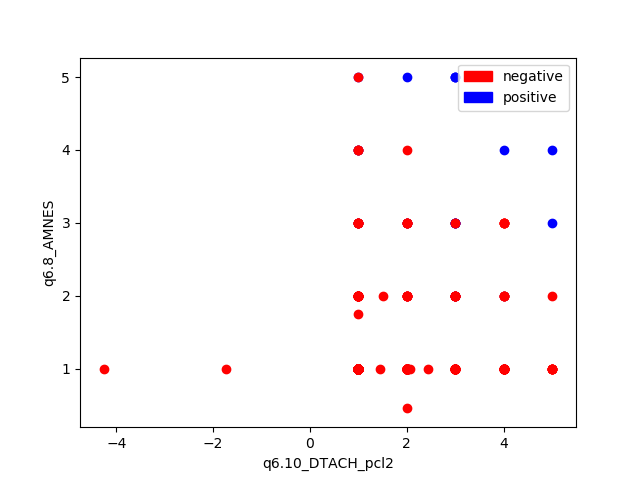 negative
positive
5
4
3
2
1
q6.8_AMNES
−4
−2
0
2
4
q6.10_DTACH_pcl2